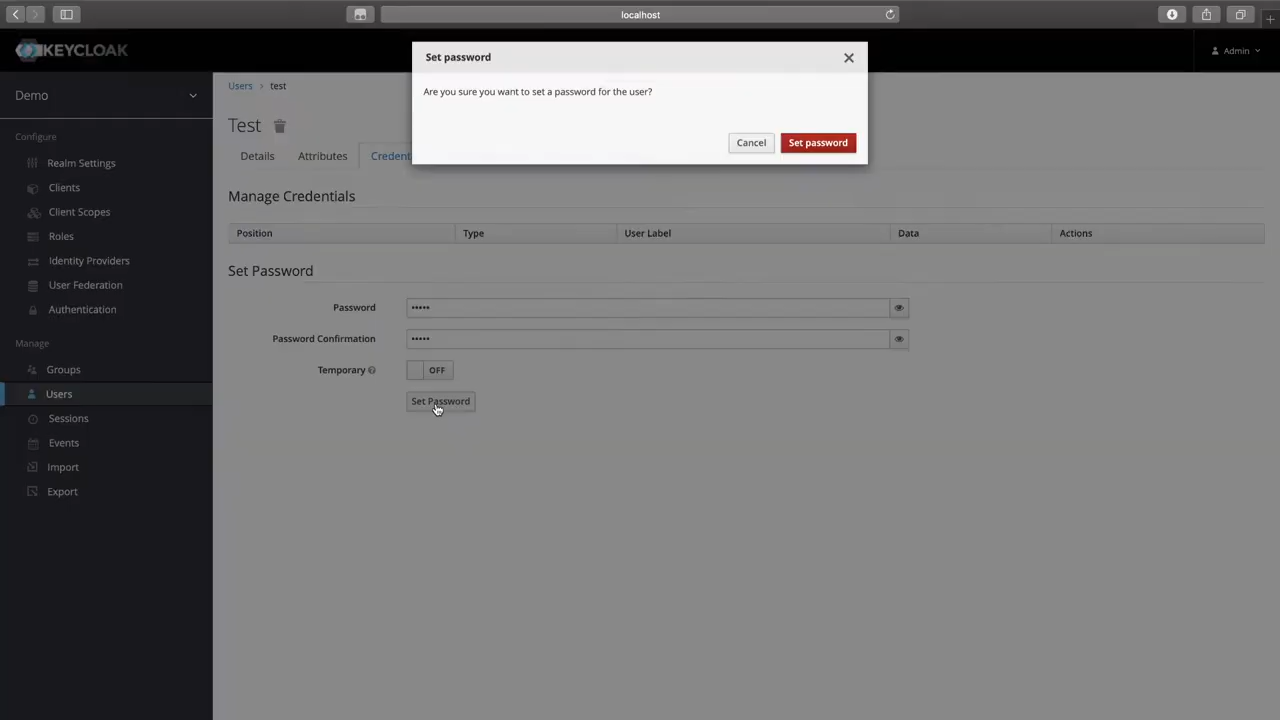 localhost
KEYCLOAK
Admin
Demo
Configure
Realm Settings
Clients
Client Scopes
Roles
Identity Providers
User Federation
Authentication
Manage
Groups
Users
Sessions
Events
Import
Export
Users > test
Test
Details
Attributes
Credent
Set password
Are you sure you want to set a password for the user?
Cancel
Set password
Manage Credentials
Position
Type
User Label
Data
Actions
Set Password
Password •••••
Password Confirmation •••••
Temporary OFF
Set Password